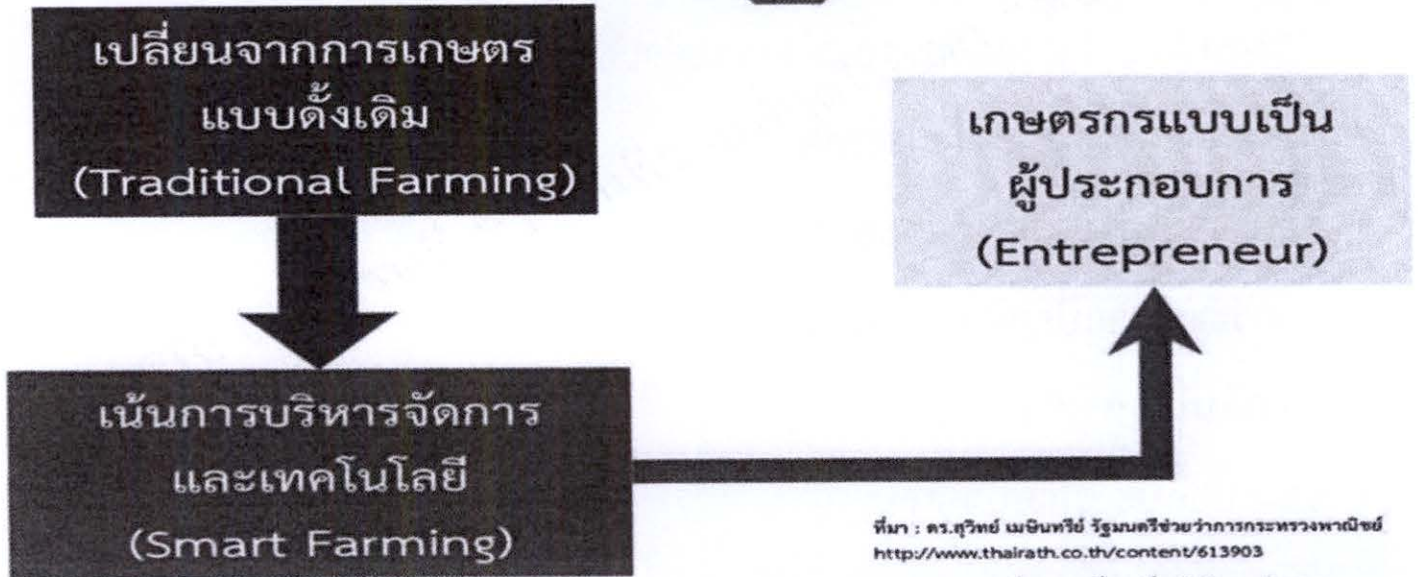 เปลี่ยนจากการเกษตร
แบบดั้งเดิม
(Traditional Farming)
เกษตรกรแบบเป็น
ผู้ประกอบการ
(Entrepreneur)
เน้นการบริหารจัดการ
และเทคโนโลยี
(Smart Farming)
ที่มา : ดร.สุวิทย์ เมษินทรีย์ รัฐมนตรีช่วยว่าการกระทรวงพาณิชย์
http://www.thairath.co.th/content/613903